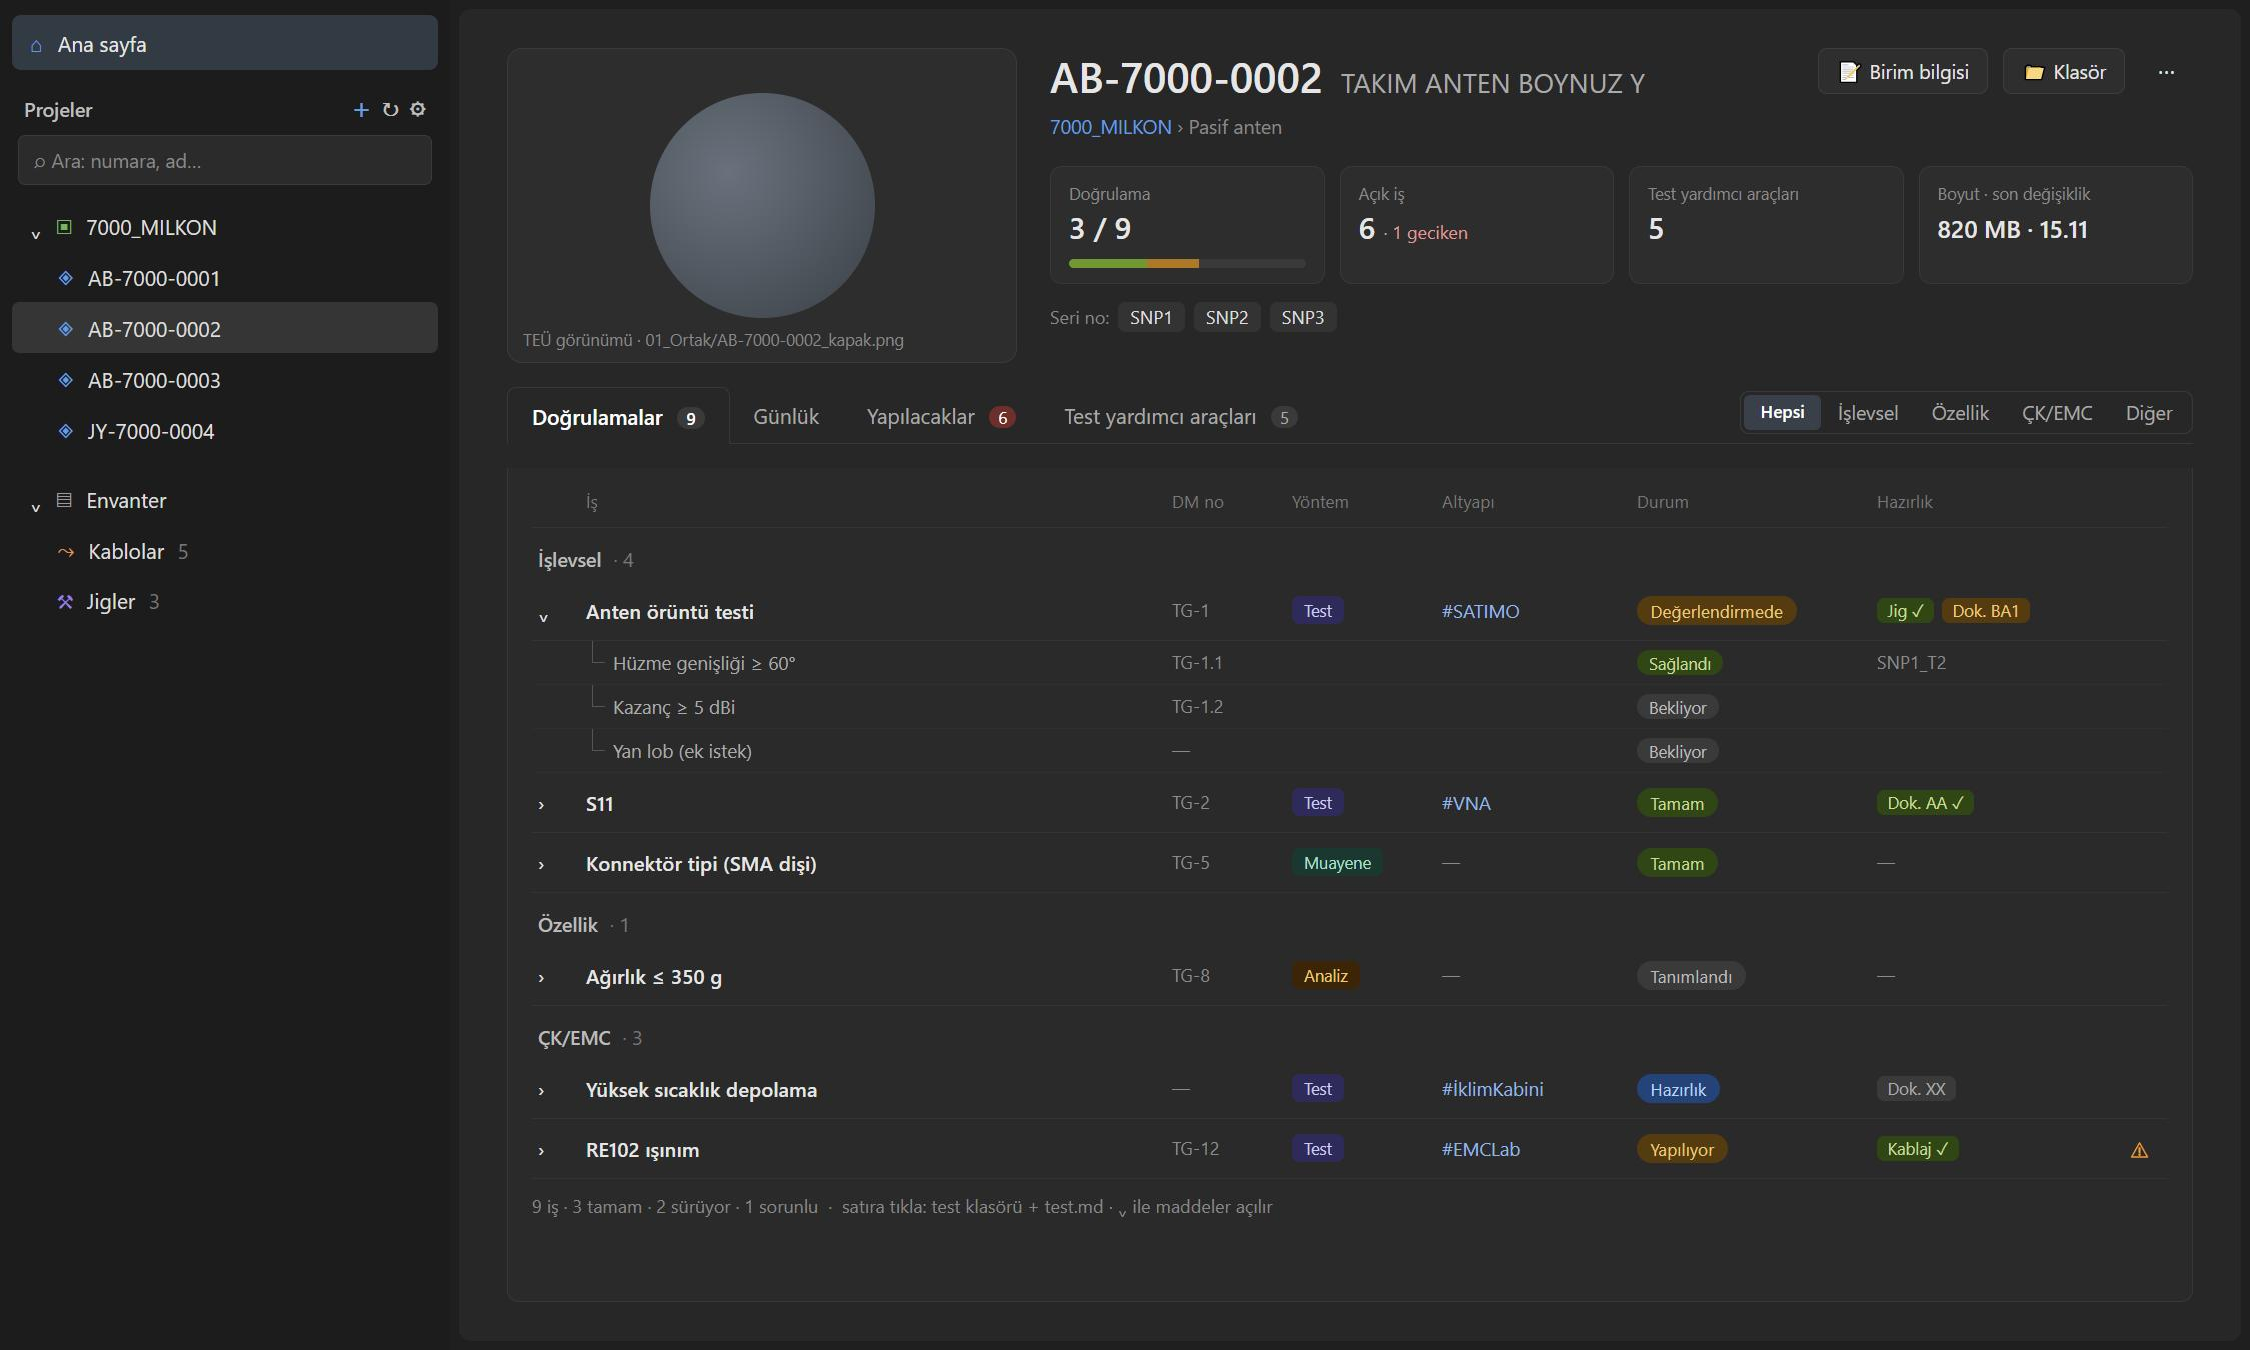 Ana sayfa
Projeler
Ara: numara, ad...
7000_MILKON
AB-7000-0001
AB-7000-0002
AB-7000-0003
JY-7000-0004
Envanter
Kablolar 5
Jigler 3
TEÜ görünümü · 01_Ortak/AB-7000-0002_kapak.png
AB-7000-0002 TAKIM ANTEN BOYNUZ Y
Birim bilgisi
Klasör
···
7000_MILKON › Pasif anten
Doğrulama
3 / 9
Açık iş
6 · 1 geciken
Test yardımcı araçları
5
Boyut · son değişiklik
820 MB · 15.11
Seri no: SNP1 SNP2 SNP3
Doğrulamalar 9 Günlük Yapılacaklar 6 Test yardımcı araçları 5
Hepsi İşlevsel Özellik ÇK/EMC Diğer
İş DM no Yöntem Altyapı Durum Hazırlık
İşlevsel · 4
Anten örüntü testi TG-1 Test #SATIMO Değerlendirmede Jig ✓ Dok. BA1
Hüzme genişliği ≥ 60° TG-1.1 Sağlandı SNP1_T2
Kazanç ≥ 5 dBi TG-1.2 Bekliyor
Yan lob (ek istek) — Bekliyor
› S11 TG-2 Test #VNA Tamam Dok. AA ✓
› Konnektör tipi (SMA dişi) TG-5 Muayene — Tamam —
Özellik · 1
› Ağırlık ≤ 350 g TG-8 Analiz — Tanımlandı —
ÇK/EMC · 3
› Yüksek sıcaklık depolama — Test #İklimKabini Hazırlık Dok. XX
› RE102 ışınım TG-12 Test #EMCLab Yapılıyor Kablaj ✓ ⚠
9 iş · 3 tamam · 2 sürüyor · 1 sorunlu · satıra tıkla: test klasörü + test.md · ⌄ ile maddeler açılır